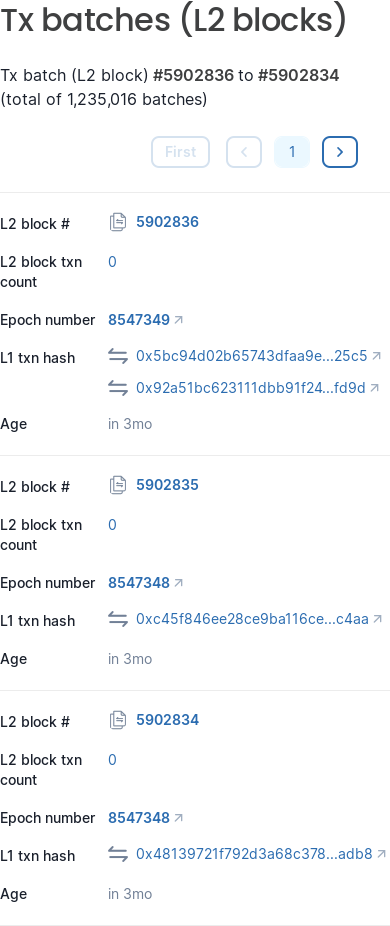 Tx batches (L2 blocks)
Tx batch (L2 block) #5902836 to #5902834
(total of 1,235,016 batches)
First 1
L2 block # 5902836
L2 block txn count 0
Epoch number 8547349
L1 txn hash 0x5bc94d02b65743dfaa9e...25c5
0x92a51bc623111dbb91f24...fd9d
Age in 3mo
L2 block # 5902835
L2 block txn count 0
Epoch number 8547348
L1 txn hash 0xc45f846ee28ce9ba116ce...c4aa
Age in 3mo
L2 block # 5902834
L2 block txn count 0
Epoch number 8547348
L1 txn hash 0x48139721f792d3a68c378...adb8
Age in 3mo